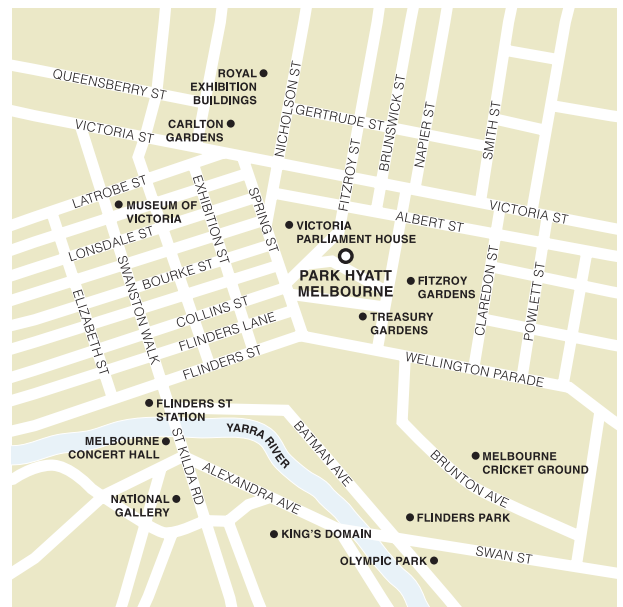 QUEENSBERRY ST
ROYAL
EXHIBITION
BUILDINGS
NICHOLSON ST
GERTRUDE ST
BRUNSWICK ST
NAPIER ST
SMITH ST
VICTORIA ST
CARLTON
GARDENS
FITZROY ST
LATROBE ST
MUSEUM OF
VICTORIA
EXHIBITION ST
SPRING ST
ALBERT ST
VICTORIA ST
VICTORIA
PARLIAMENT HOUSE
LONSDALE ST
BOURKE ST
PARK HYATT
MELBOURNE
FITZROY
GARDENS
CLAREDON ST
POWLETT ST
ELIZABETH ST
SWANSTON WALK
COLLINS ST
FLINDERS LANE
FLINDERS ST
TREASURY
GARDENS
WELLINGTON PARADE
FLINDERS ST
STATION
YARRA RIVER
BATMAN AVE
MELBOURNE
CONCERT HALL
ST KILDA RD
ALEXANDRA AVE
MELBOURNE
CRICKET GROUND
BRUNTON AVE
NATIONAL
GALLERY
FLINDERS PARK
KING'S DOMAIN
SWAN ST
OLYMPIC PARK